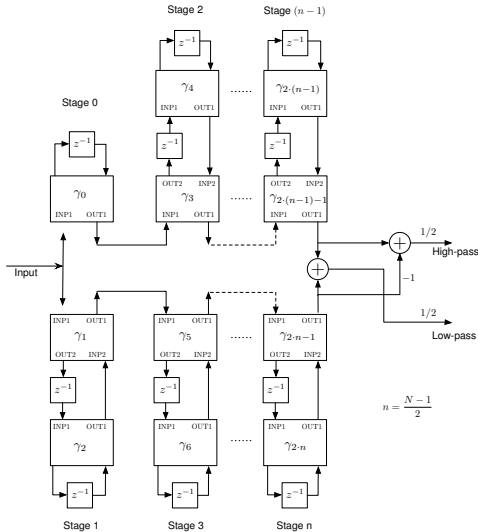 Stage 2
Stage (n − 1)
z⁻¹
z⁻¹
γ₄
......
γ₂·₍ₙ₋₁₎
INP1 OUT1
INP1 OUT1
Stage 0
z⁻¹
z⁻¹
z⁻¹
γ₀
INP1 OUT1
OUT2 INP2
γ₃
INP1 OUT1
......
OUT2 INP2
γ₂·₍ₙ₋₁₎₋₁
INP1 OUT1
+
1/2
High-pass
Input
+
−1
1/2
Low-pass
INP1 OUT1
γ₁
OUT2 INP2
INP1 OUT1
γ₅
OUT2 INP2
......
INP1 OUT1
γ₂·ₙ₋₁
OUT2 INP2
z⁻¹
z⁻¹
z⁻¹
n = (N − 1)/2
INP1 OUT1
γ₂
INP1 OUT1
γ₆
......
INP1 OUT1
γ₂·ₙ
z⁻¹
z⁻¹
z⁻¹
Stage 1
Stage 3
Stage n